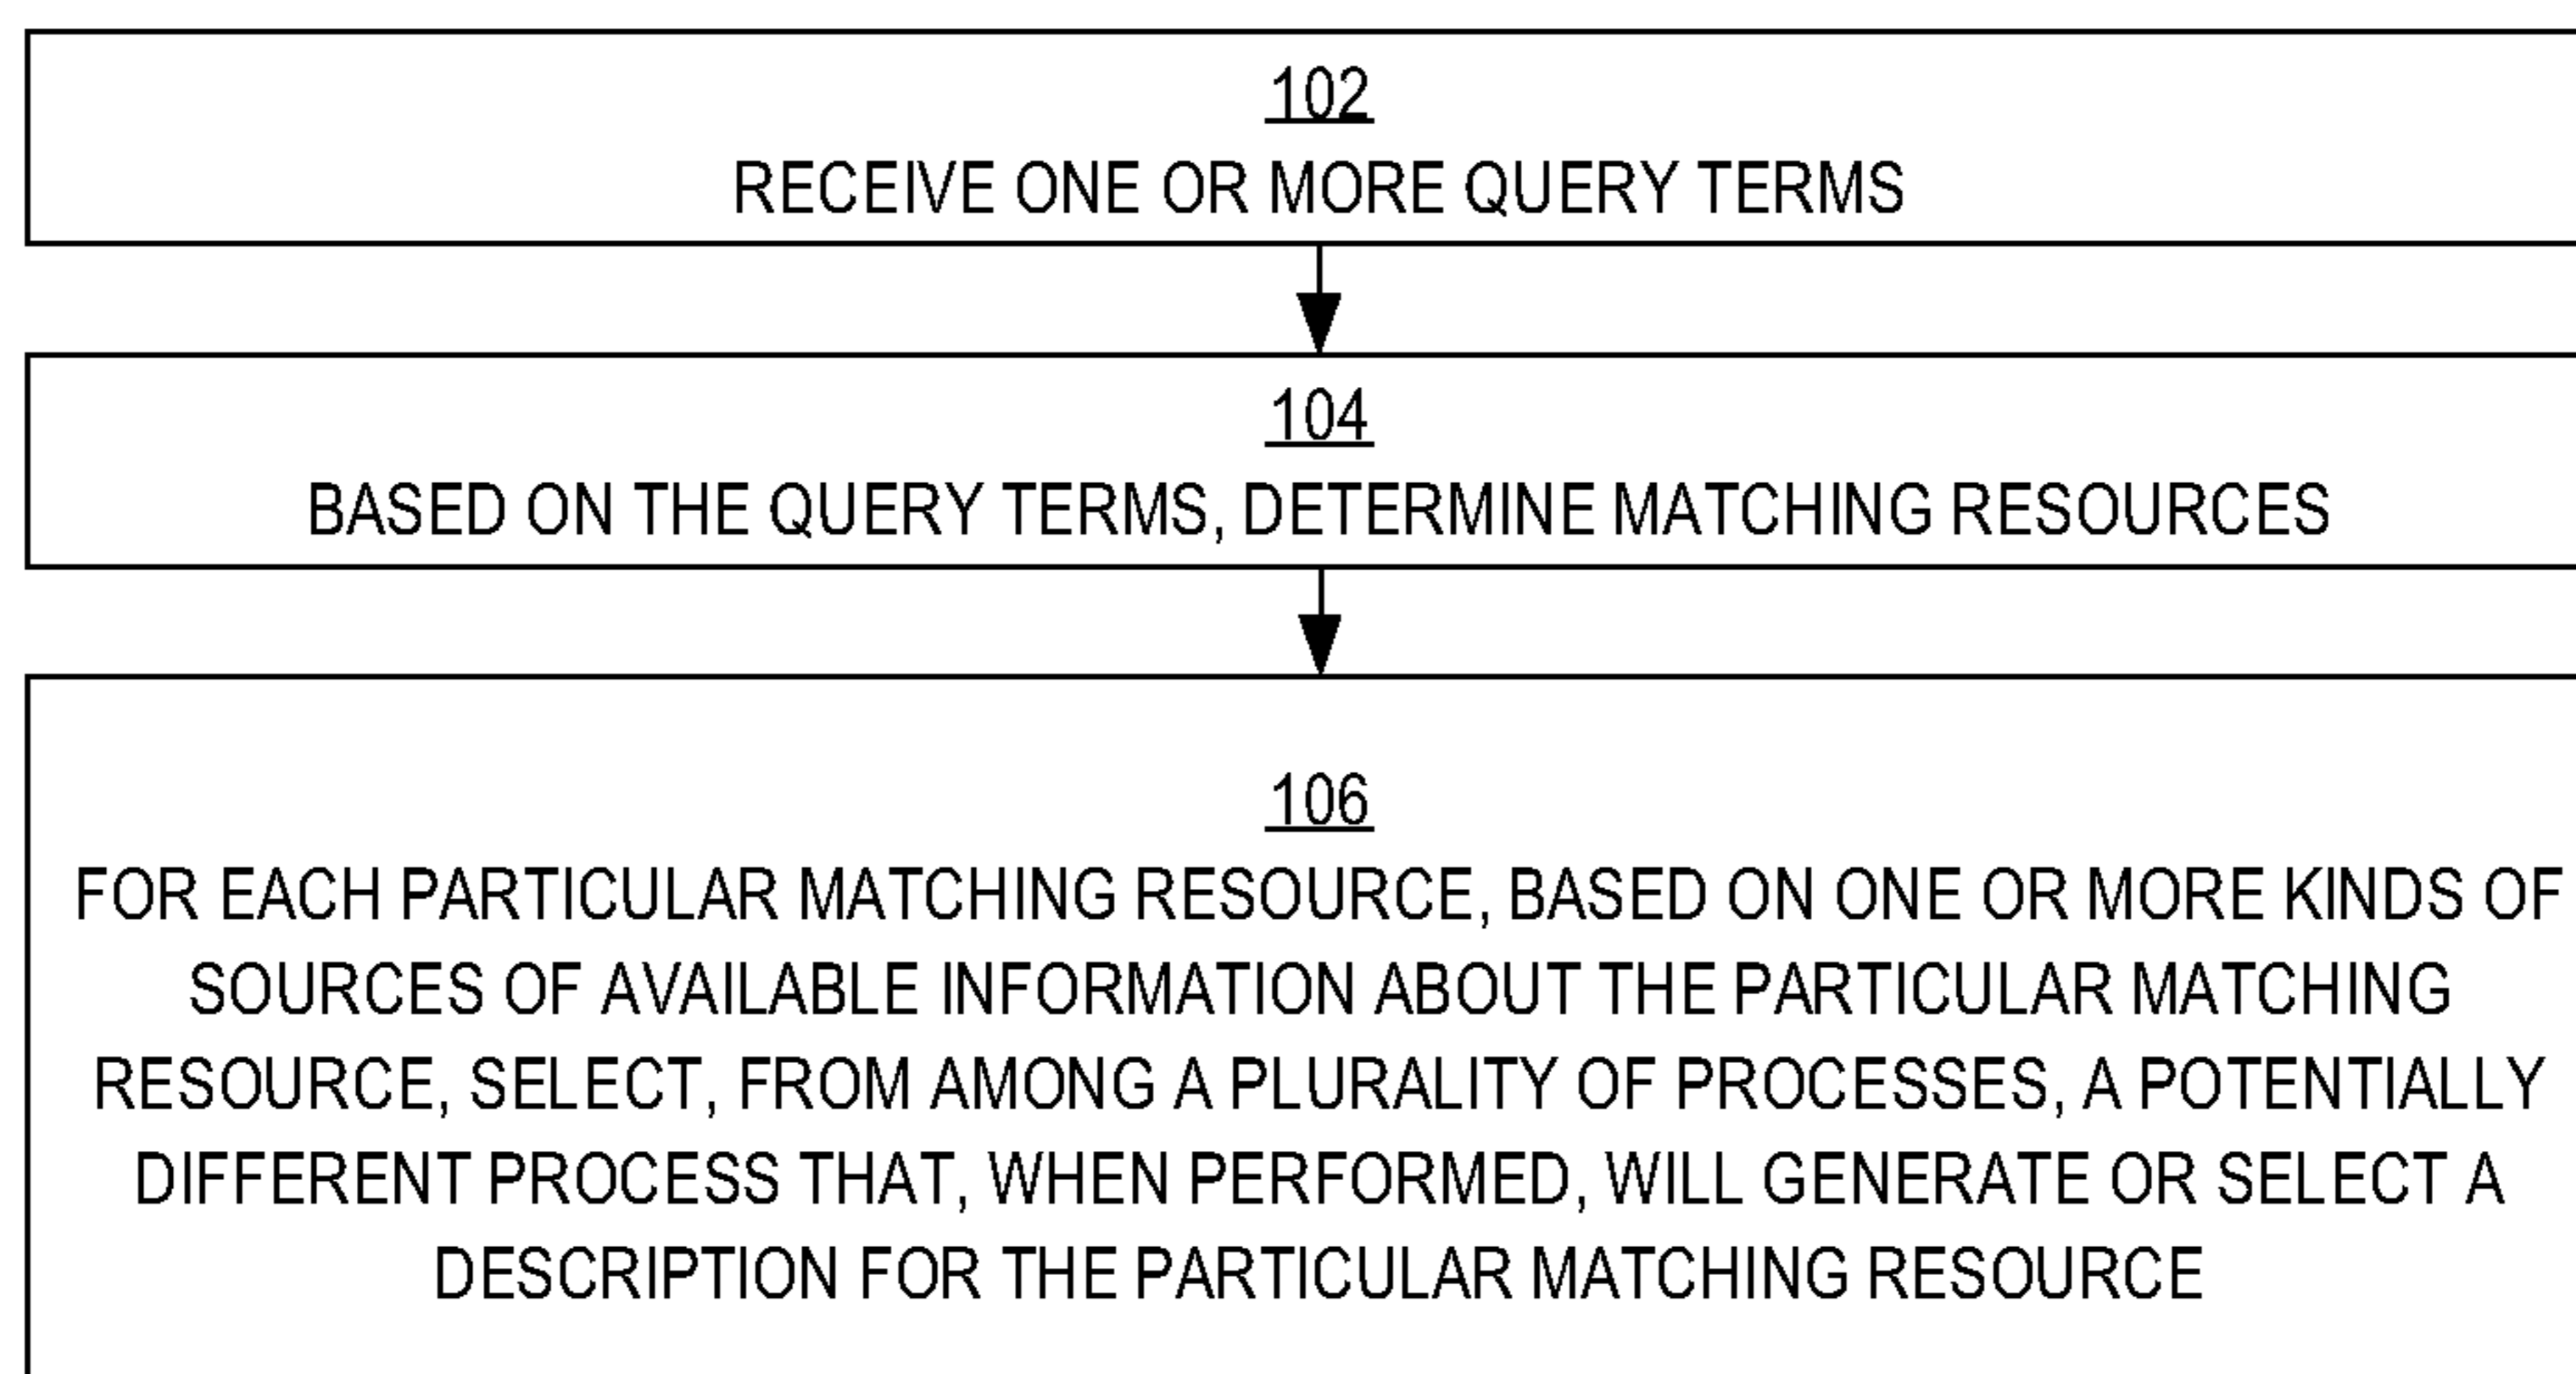 102
RECEIVE ONE OR MORE QUERY TERMS
104
BASED ON THE QUERY TERMS, DETERMINE MATCHING RESOURCES
106
FOR EACH PARTICULAR MATCHING RESOURCE, BASED ON ONE OR MORE KINDS OF
SOURCES OF AVAILABLE INFORMATION ABOUT THE PARTICULAR MATCHING
RESOURCE, SELECT, FROM AMONG A PLURALITY OF PROCESSES, A POTENTIALLY
DIFFERENT PROCESS THAT, WHEN PERFORMED, WILL GENERATE OR SELECT A
DESCRIPTION FOR THE PARTICULAR MATCHING RESOURCE